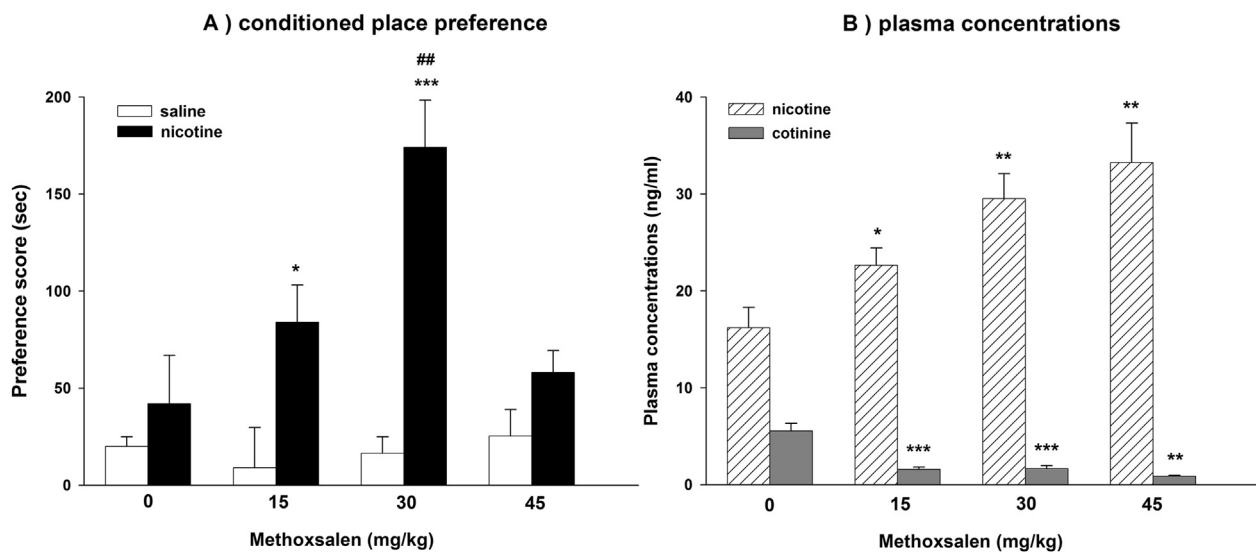 A ) conditioned place preference
##
***
200
saline
nicotine
150
Preference score (sec)
100
*
50
0
0 15 30 45
Methoxsalen (mg/kg)
B ) plasma concentrations
40
nicotine
cotinine
**
**
30
*
Plasma concentrations (ng/ml)
20
10
***
***
**
0
0 15 30 45
Methoxsalen (mg/kg)